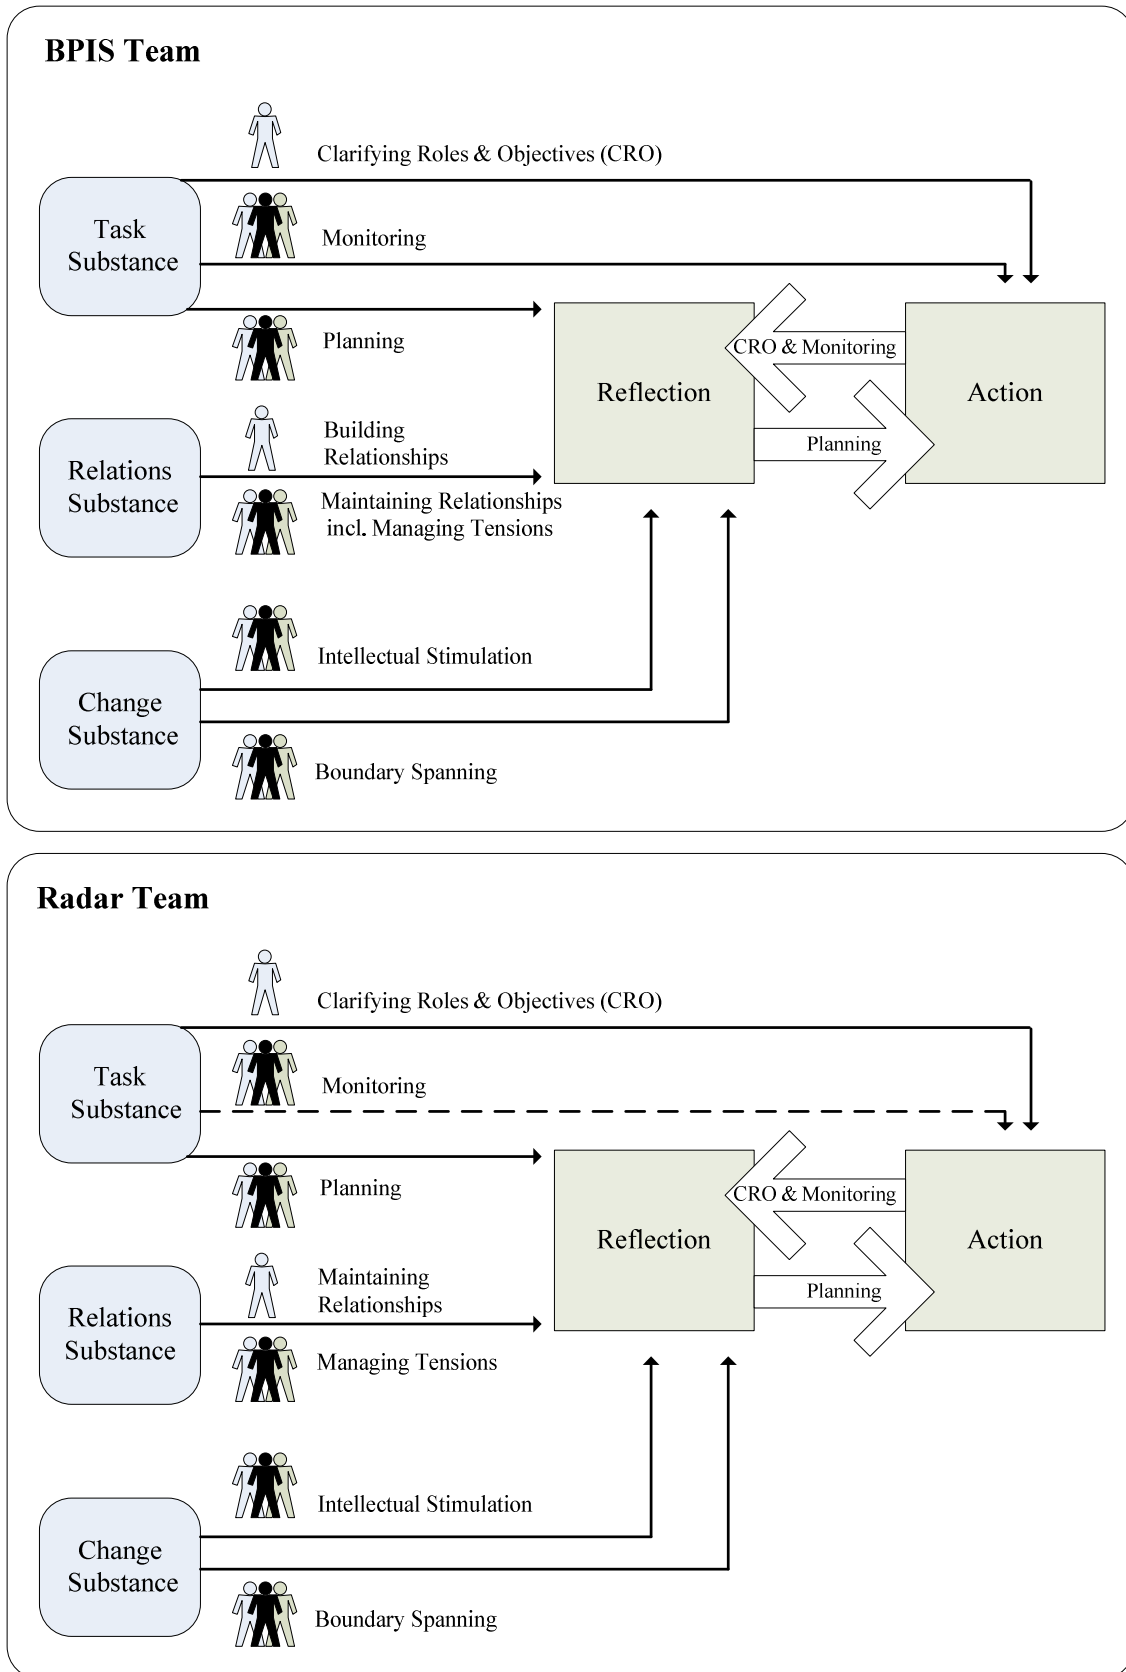 BPIS Team
Clarifying Roles & Objectives (CRO)
Task
Substance
Monitoring
Planning
Reflection
CRO & Monitoring
Planning
Action
Relations
Substance
Building
Relationships
Maintaining Relationships
incl. Managing Tensions
Change
Substance
Intellectual Stimulation
Boundary Spanning
Radar Team
Clarifying Roles & Objectives (CRO)
Task
Substance
Monitoring
Planning
Reflection
CRO & Monitoring
Planning
Action
Relations
Substance
Maintaining
Relationships
Managing Tensions
Change
Substance
Intellectual Stimulation
Boundary Spanning